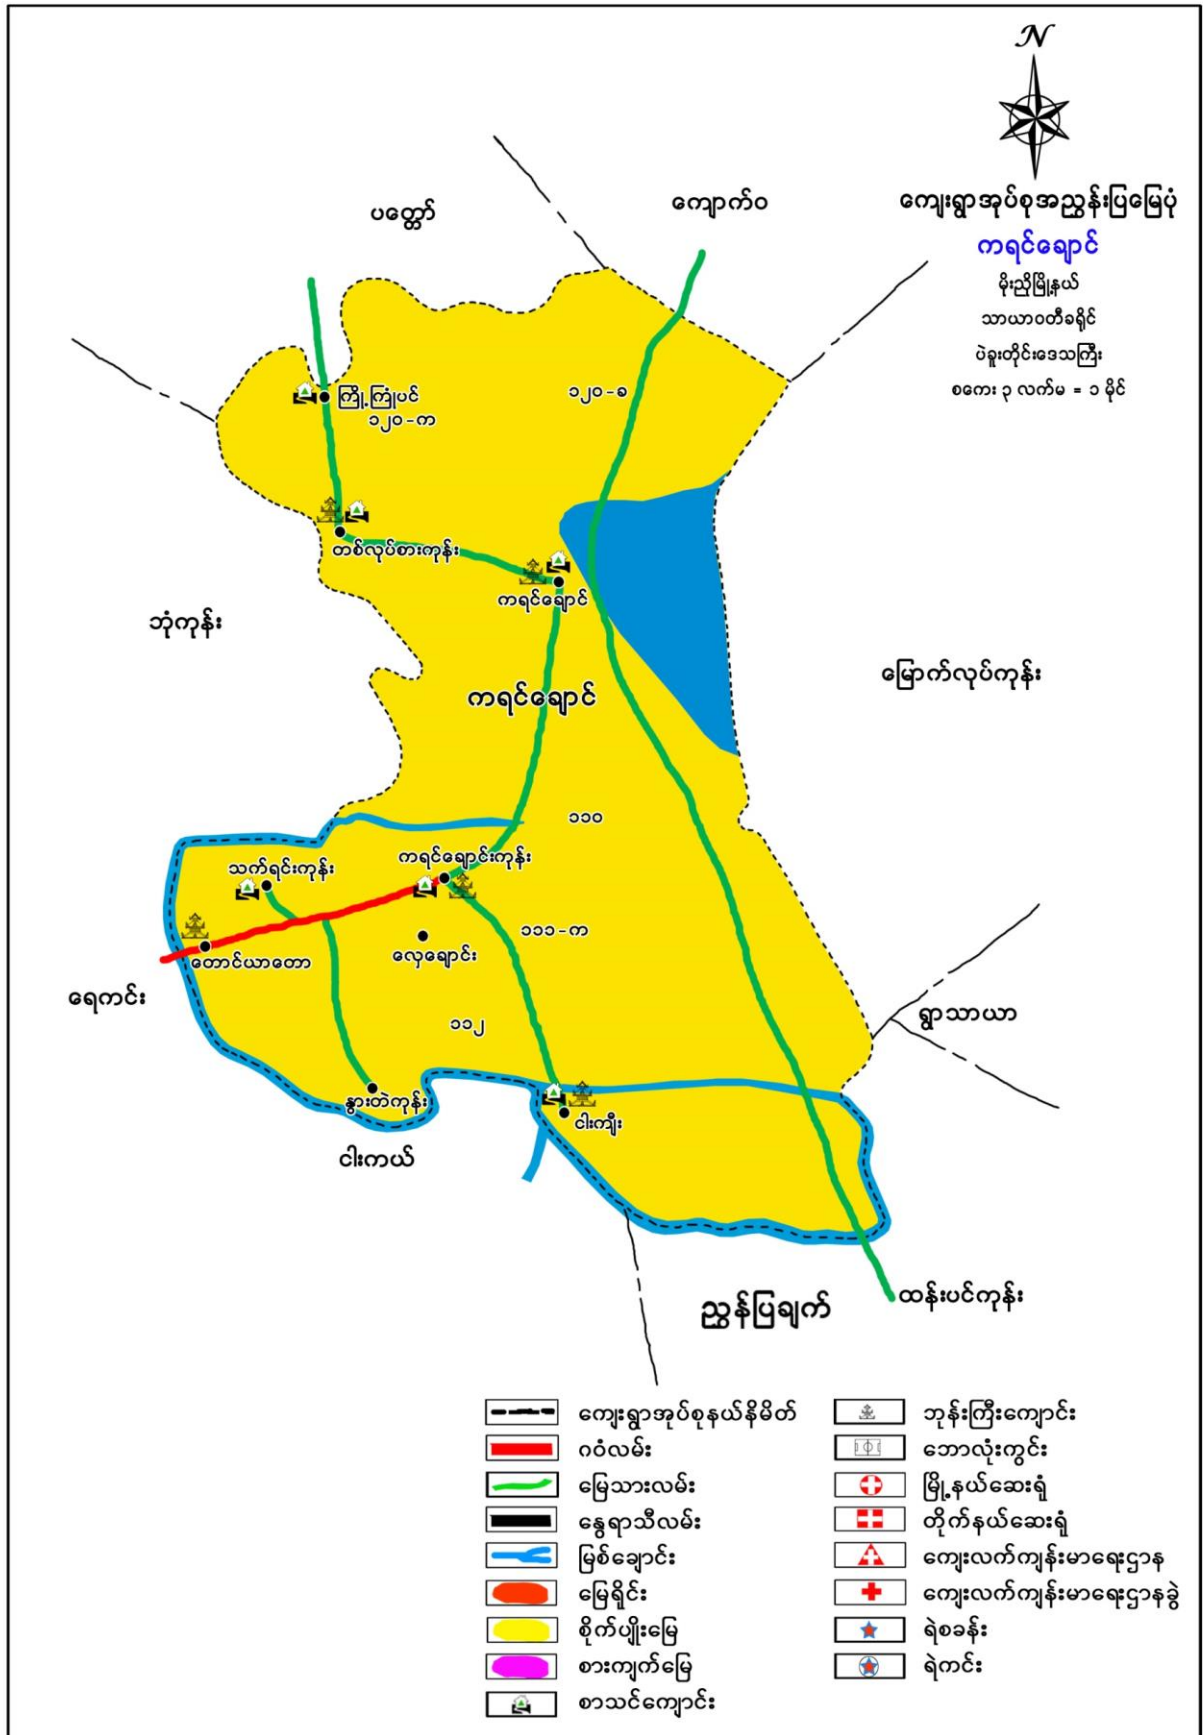 N
ကျေးရွာအုပ်စုအညွှန်းပြမြေပုံ
ကရင်ချောင်
မိုးညိုမြို့နယ်
သာယာဝတီခရိုင်
ပဲခူးတိုင်းဒေသကြီး
စကေး ၃ လက်မ = ၁ မိုင်
ပတ္တော်
ကျောက်ဝ
ကြို့ကြုံပင်
၁၂၀-က
၁၂၀-ခ
တစ်လုပ်စားကုန်း
ကရင်ချောင်
ဘုံကုန်း
မြောက်လုပ်ကုန်း
ကရင်ချောင်
၁၁၀
သက်ရင်းကုန်း
ကရင်ချောင်းကုန်း
၁၁၁-က
လှေချောင်း
တောင်ယာတော
ရေကင်း
ရွာသာယာ
၁၁၂
နွားတဲကုန်း
ငါးကျီး
ငါးကယ်
ထန်းပင်ကုန်း
ညွှန်ပြချက်
ကျေးရွာအုပ်စုနယ်နိမိတ်
ဂဝံလမ်း
မြေသားလမ်း
နွေရာသီလမ်း
မြစ်ချောင်း
မြေရိုင်း
စိုက်ပျိုးမြေ
စားကျက်မြေ
စာသင်ကျောင်း
ဘုန်းကြီးကျောင်း
ဘောလုံးကွင်း
မြို့နယ်ဆေးရုံ
တိုက်နယ်ဆေးရုံ
ကျေးလက်ကျန်းမာရေးဌာန
ကျေးလက်ကျန်းမာရေးဌာနခွဲ
ရဲစခန်း
ရဲကင်း